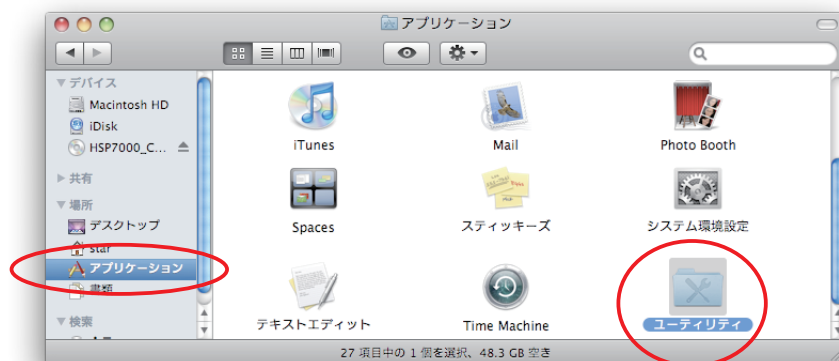 アプリケーション
デバイス
Macintosh HD
iDisk
HSP7000_C...
共有
場所
デスクトップ
star
アプリケーション
書類
検索
iTunes
Mail
Photo Booth
Spaces
スティッキーズ
システム環境設定
テキストエディット
Time Machine
ユーティリティ
27 項目中の 1 個を選択、48.3 GB 空き